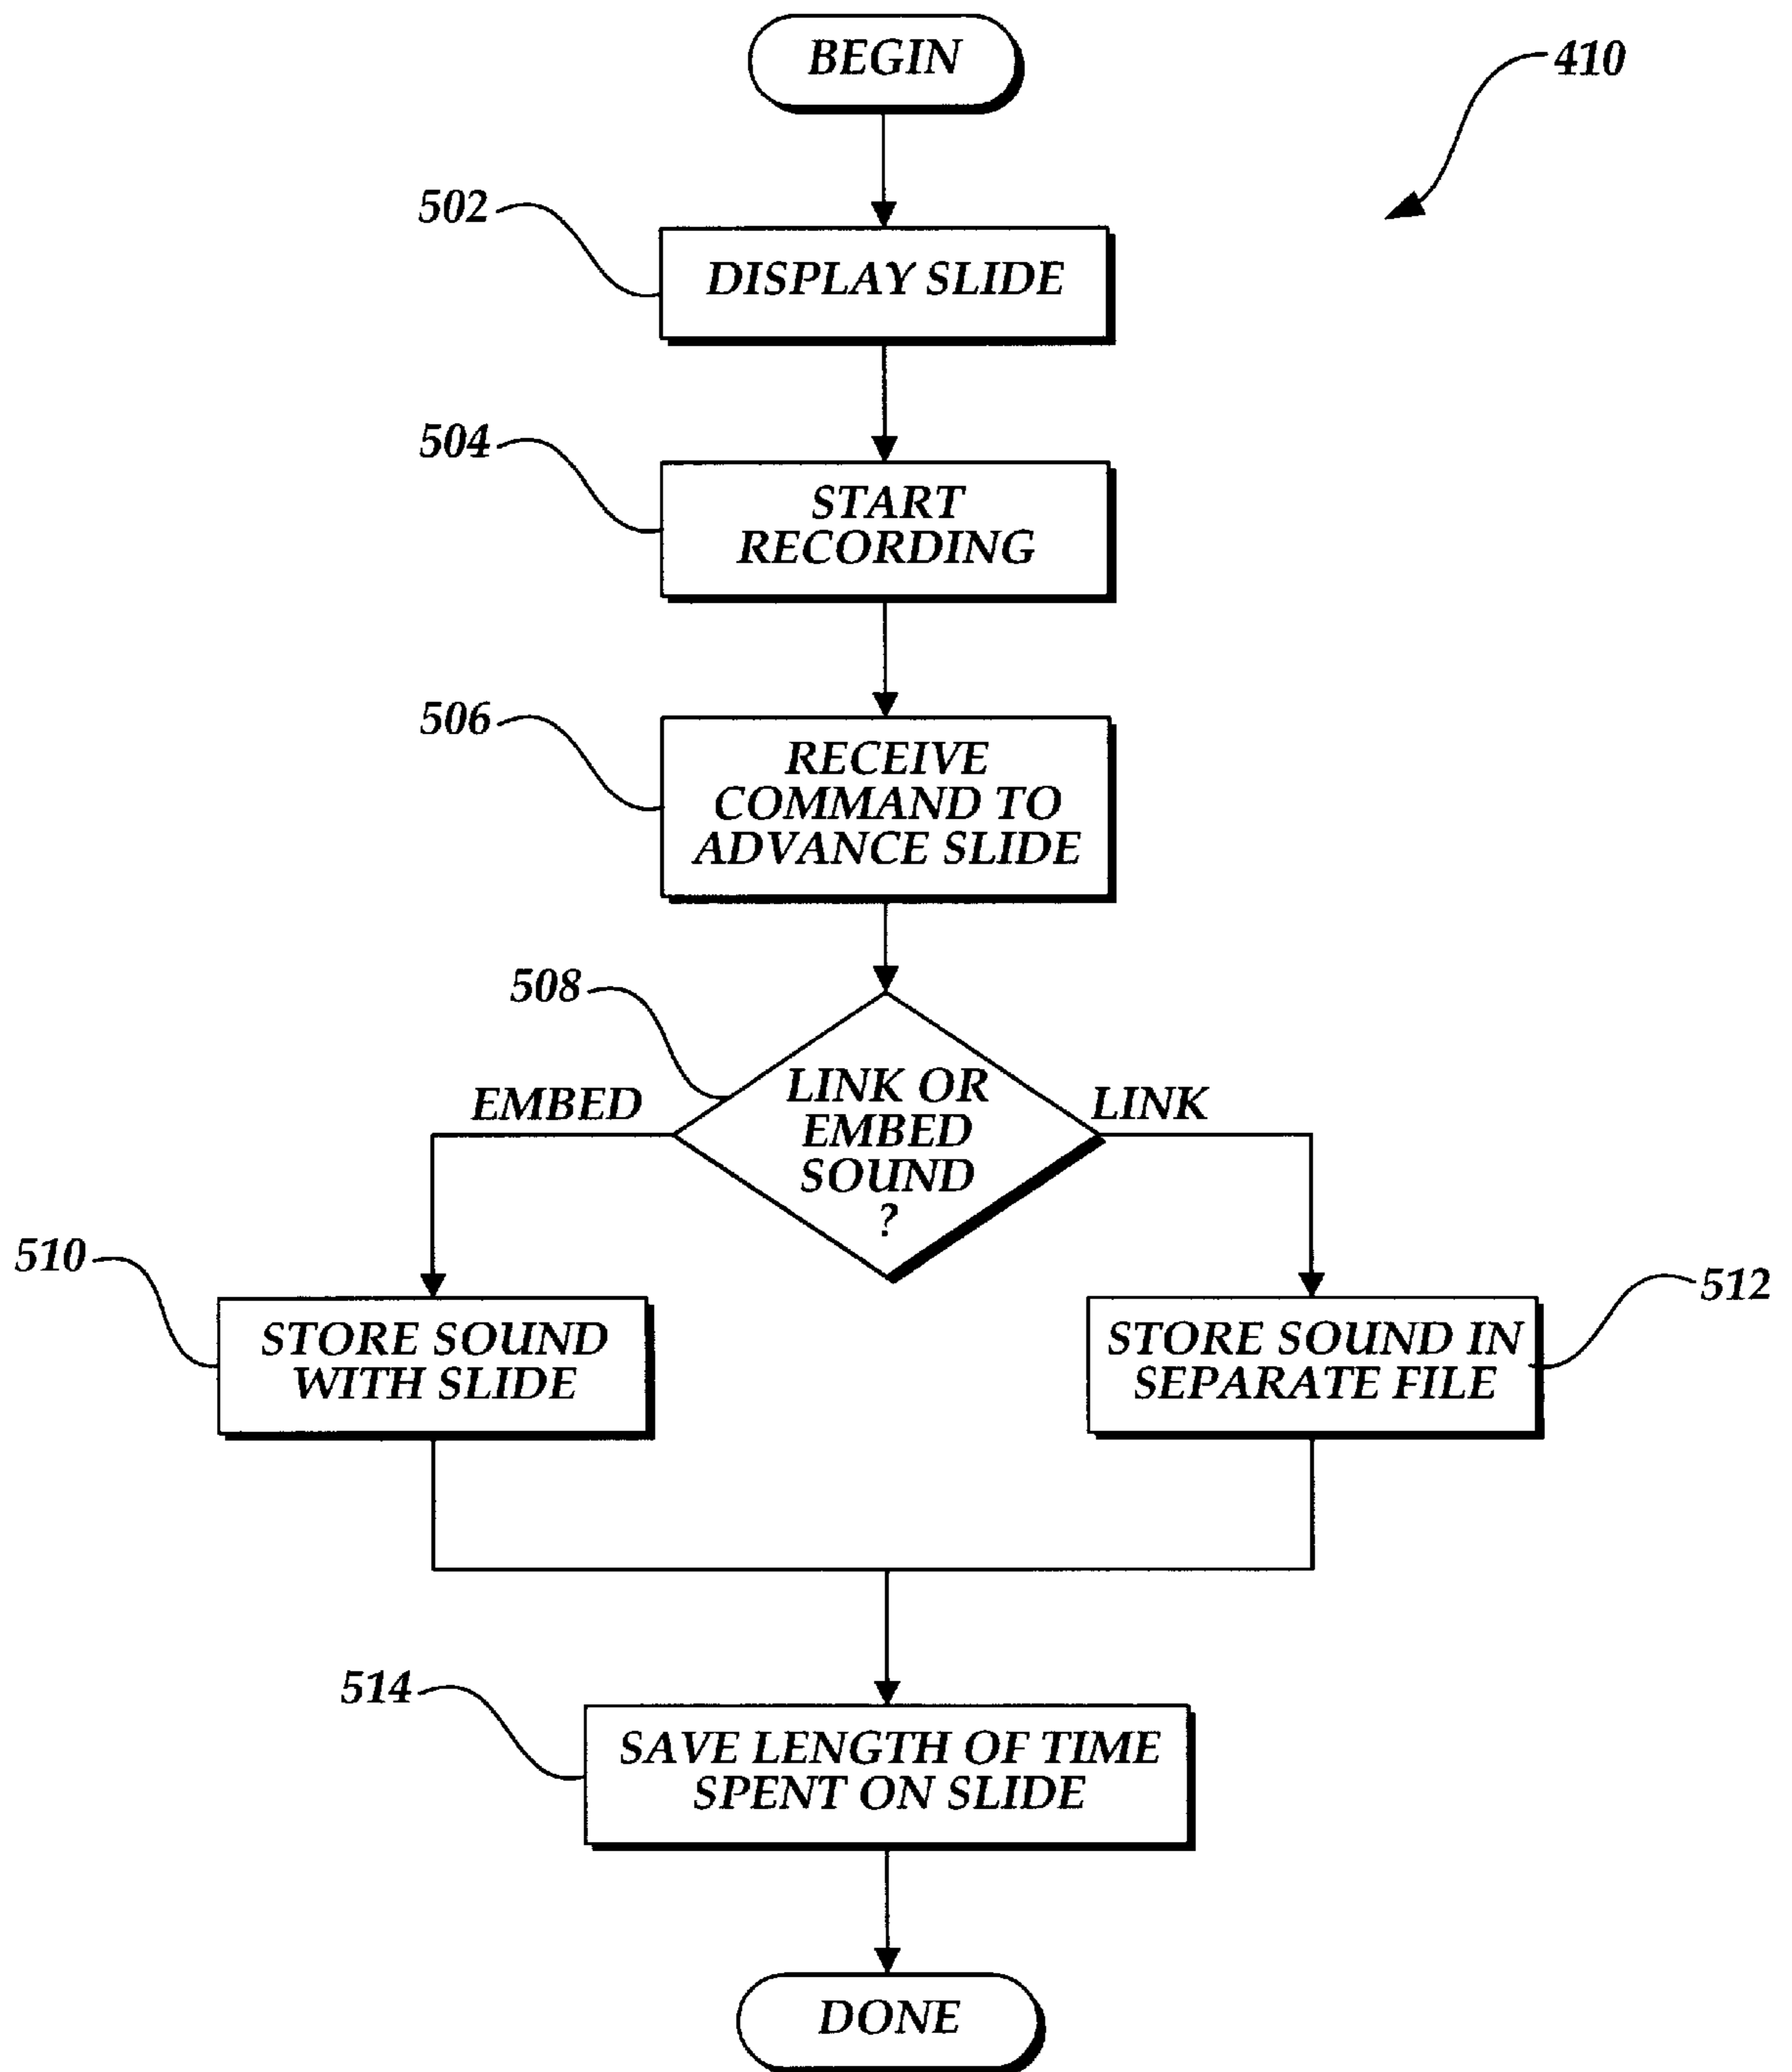 BEGIN
410
502
DISPLAY SLIDE
504
START
RECORDING
506
RECEIVE
COMMAND TO
ADVANCE SLIDE
508
EMBED
LINK OR
EMBED
SOUND
?
LINK
510
STORE SOUND
WITH SLIDE
512
STORE SOUND IN
SEPARATE FILE
514
SAVE LENGTH OF TIME
SPENT ON SLIDE
DONE